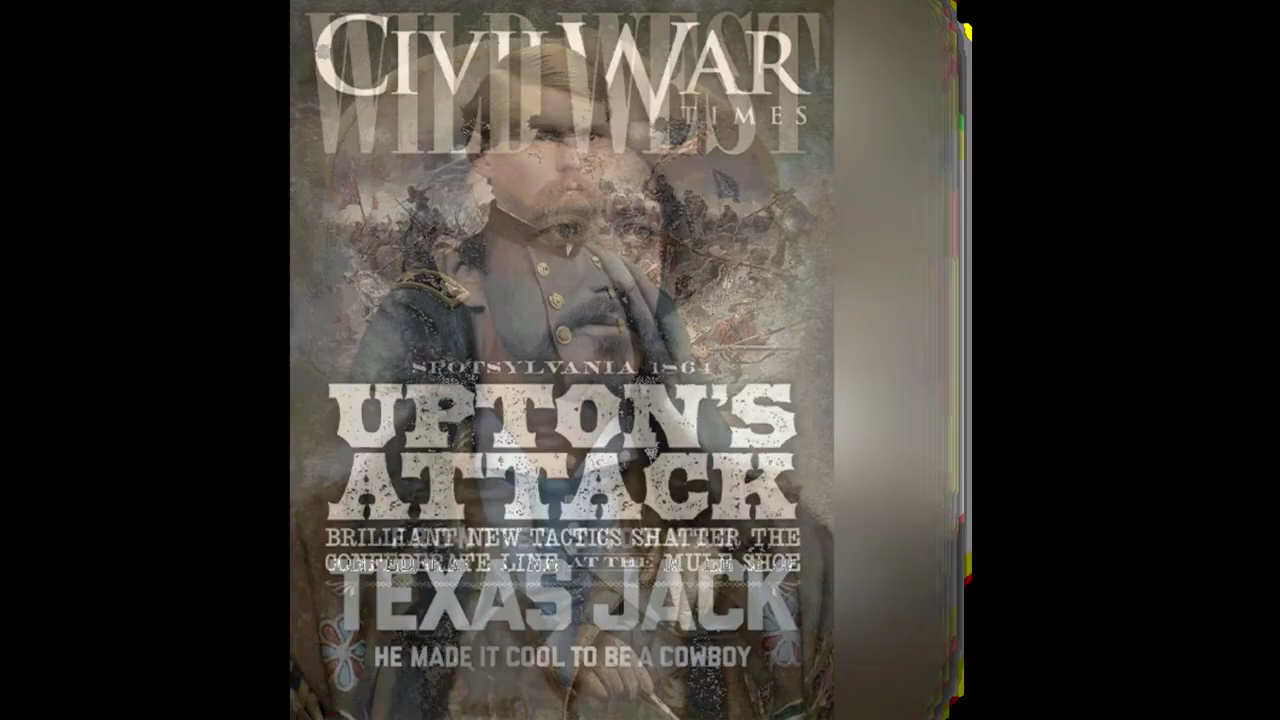 CIVIL WAR
WILD WEST
TIMES
SPOTSYLVANIA 1864
UPTON'S
ATTACK
BRILLIANT NEW TACTICS SHATTER THE
CONFEDERATE LINE AT THE MULE SHOE
TEXAS JACK
HE MADE IT COOL TO BE A COWBOY